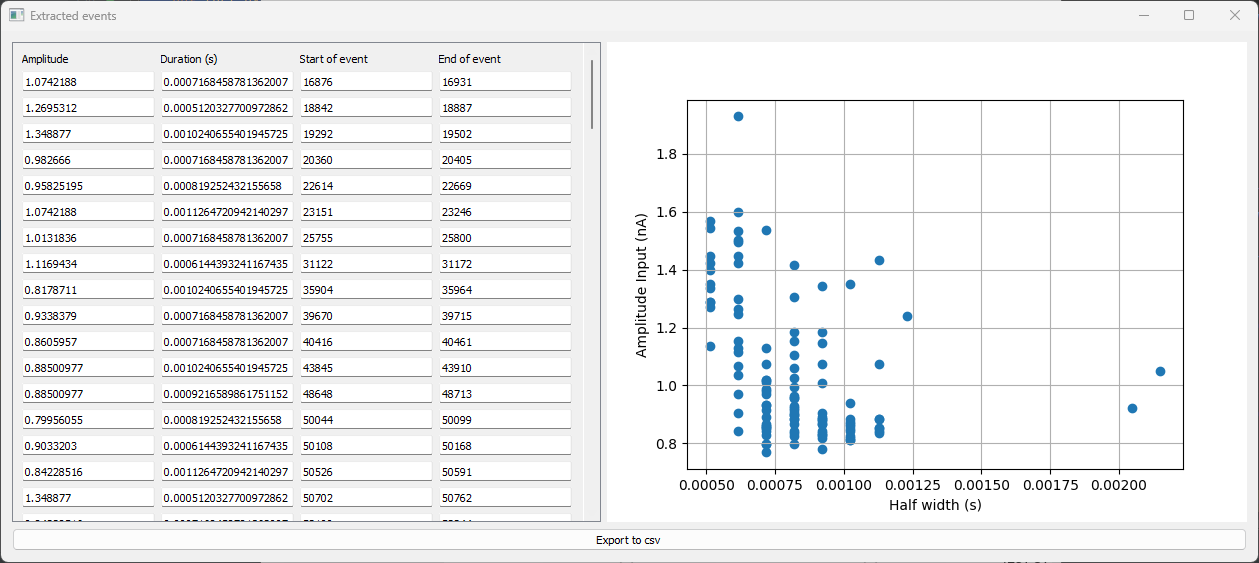 Extracted events
Amplitude Duration (s) Start of event End of event
1.0742188 0.0007168458781362007 16876 16931
1.2695312 0.0005120327700972862 18842 18887
1.348877 0.0010240655401945725 19292 19502
0.982666 0.0007168458781362007 20360 20405
0.95825195 0.000819252432155658 22614 22669
1.0742188 0.0011264720942140297 23151 23246
1.0131836 0.0007168458781362007 25755 25800
1.1169434 0.0006144393241167435 31122 31172
0.8178711 0.0010240655401945725 35904 35964
0.9338379 0.0007168458781362007 39670 39715
0.8605957 0.0007168458781362007 40416 40461
0.88500977 0.0010240655401945725 43845 43910
0.88500977 0.0009216589861751152 48648 48713
0.79956055 0.000819252432155658 50044 50099
0.9033203 0.0006144393241167435 50108 50168
0.84228516 0.0011264720942140297 50526 50591
1.348877 0.0005120327700972862 50702 50762
Amplitude Input (nA)
1.8
1.6
1.4
1.2
1.0
0.8
0.00050 0.00075 0.00100 0.00125 0.00150 0.00175 0.00200
Half width (s)
Export to csv